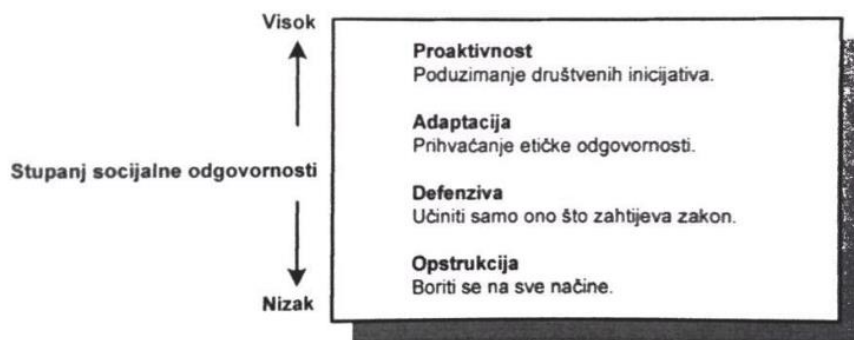 Visok
Proaktivnost
Poduzimanje društvenih inicijativa.
Adaptacija
Prihvaćanje etičke odgovornosti.
Stupanj socijalne odgovornosti
Defenziva
Učiniti samo ono što zahtijeva zakon.
Opstrukcija
Boriti se na sve načine.
Nizak